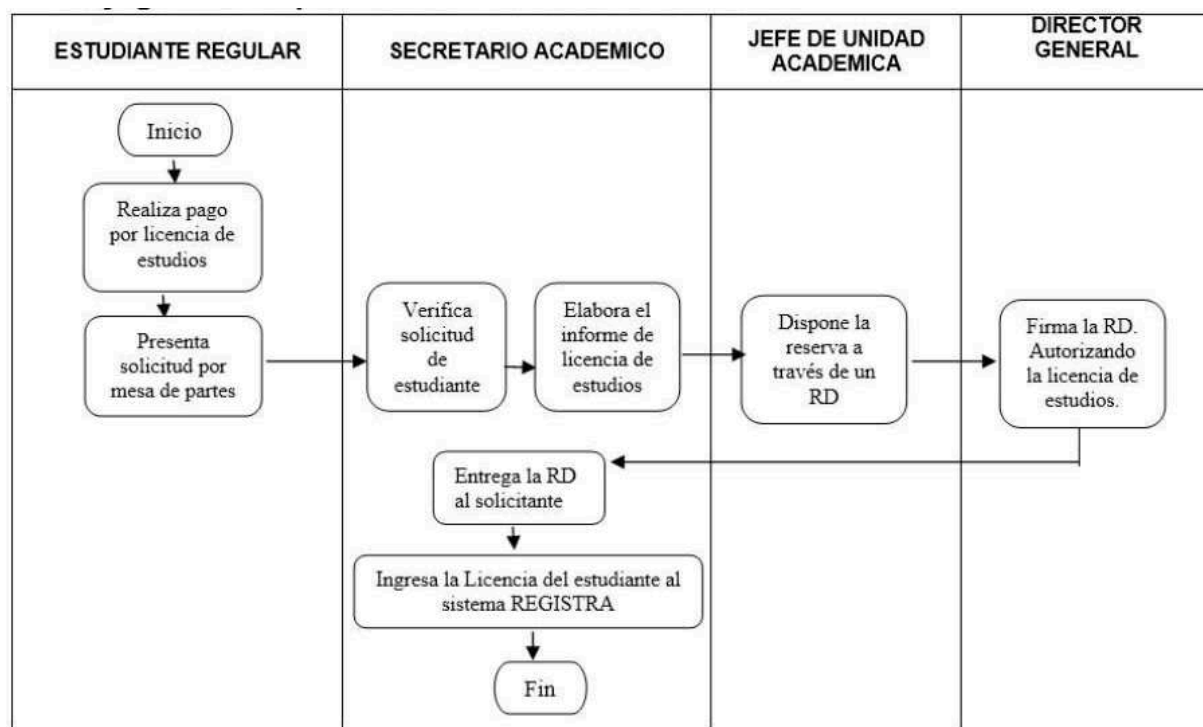 ESTUDIANTE REGULAR
SECRETARIO ACADEMICO
JEFE DE UNIDAD
ACADEMICA
DIRECTOR
GENERAL
Inicio
Realiza pago
por licencia de
estudios
Presenta
solicitud por
mesa de partes
Verifica
solicitud
de
estudiante
Elabora el
informe de
licencia de
estudios
Dispone la
reserva a
través de un
RD
Firma la RD.
Autorizando
la licencia de
estudios.
Entrega la RD
al solicitante
Ingresa la Licencia del estudiante al
sistema REGISTRA
Fin